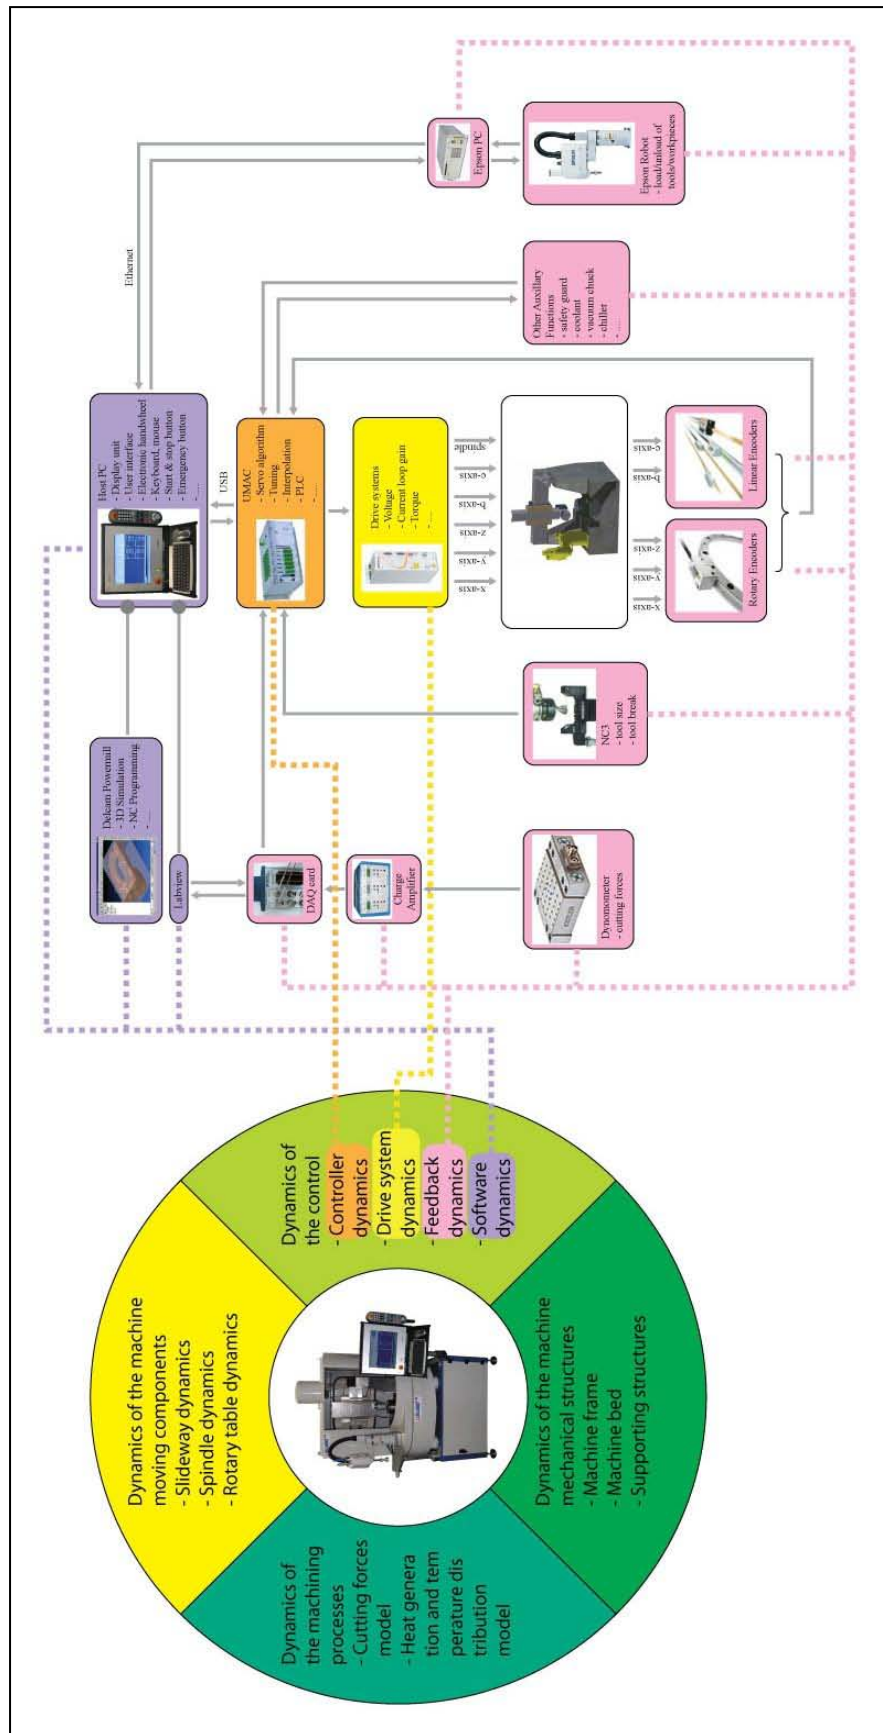 Dynamics of the machine
moving components
- Slideway dynamics
- Spindle dynamics
- Rotary table dynamics
Dynamics of
the machining
processes
- Cutting forces
model
- Heat genera
tion and tem
perature dis
tribution
model
Dynamics of
the control
- Controller
dynamics
- Drive system
dynamics
- Feedback
dynamics
- Software
dynamics
Dynamics of the machine
mechanical structures
- Machine frame
- Machine bed
- Supporting structures
Delcam Powermill
- 3D Simulation
- NC Programming
- .....
Labview
DAQ card
Charge
Amplifier
Dynomometer
- cutting forces
NC3
- tool size
- tool break
Host PC
- Display unit
- User interface
- Electronic handwheel
- Keyboard, mouse
- Start & stop button
- Emergency button
- .....
USB
UMAC
- Servo algorithm
- Tuning
- Interpolation
- PLC
- .....
Drive systems
- Voltage
- Current loop gain
- Torque
- .....
x-axis
y-axis
z-axis
b-axis
c-axis
spindle
x-axis
y-axis
z-axis
b-axis
c-axis
Rotary Encoders
Linear Encoders
Other Auxillary
Functions
- safety guard
- coolant
- vacuum chuck
- chiller
- .....
Ethernet
Epson PC
Epson Robot
- load/unload of
tools/workpieces